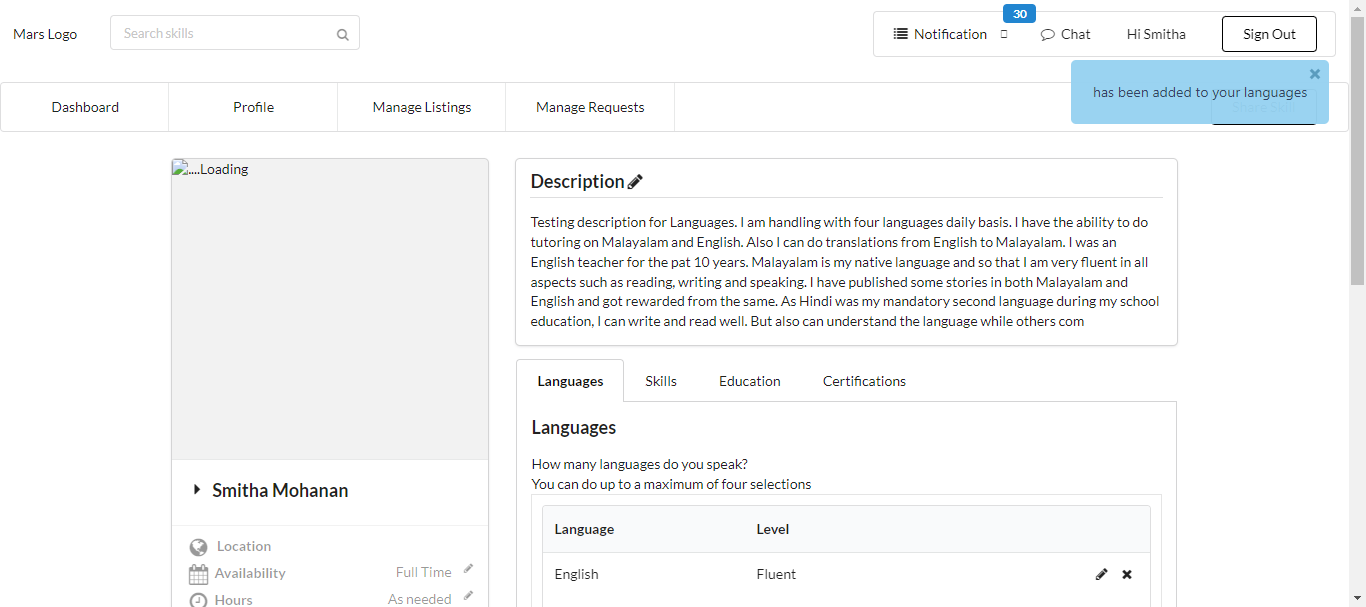 Mars Logo
Search skills
30
Notification
Chat
Hi Smitha
Sign Out
has been added to your languages
Dashboard
Profile
Manage Listings
Manage Requests
....Loading
Description
Testing description for Languages. I am handling with four languages daily basis. I have the ability to do
tutoring on Malayalam and English. Also I can do translations from English to Malayalam. I was an
English teacher for the pat 10 years. Malayalam is my native language and so that I am very fluent in all
aspects such as reading, writing and speaking. I have published some stories in both Malayalam and
English and got rewarded from the same. As Hindi was my mandatory second language during my school
education, I can write and read well. But also can understand the language while others com
Smitha Mohanan
Location
Availability
Full Time
Hours
As needed
Languages
Skills
Education
Certifications
Languages
How many languages do you speak?
You can do up to a maximum of four selections
Language
Level
English
Fluent